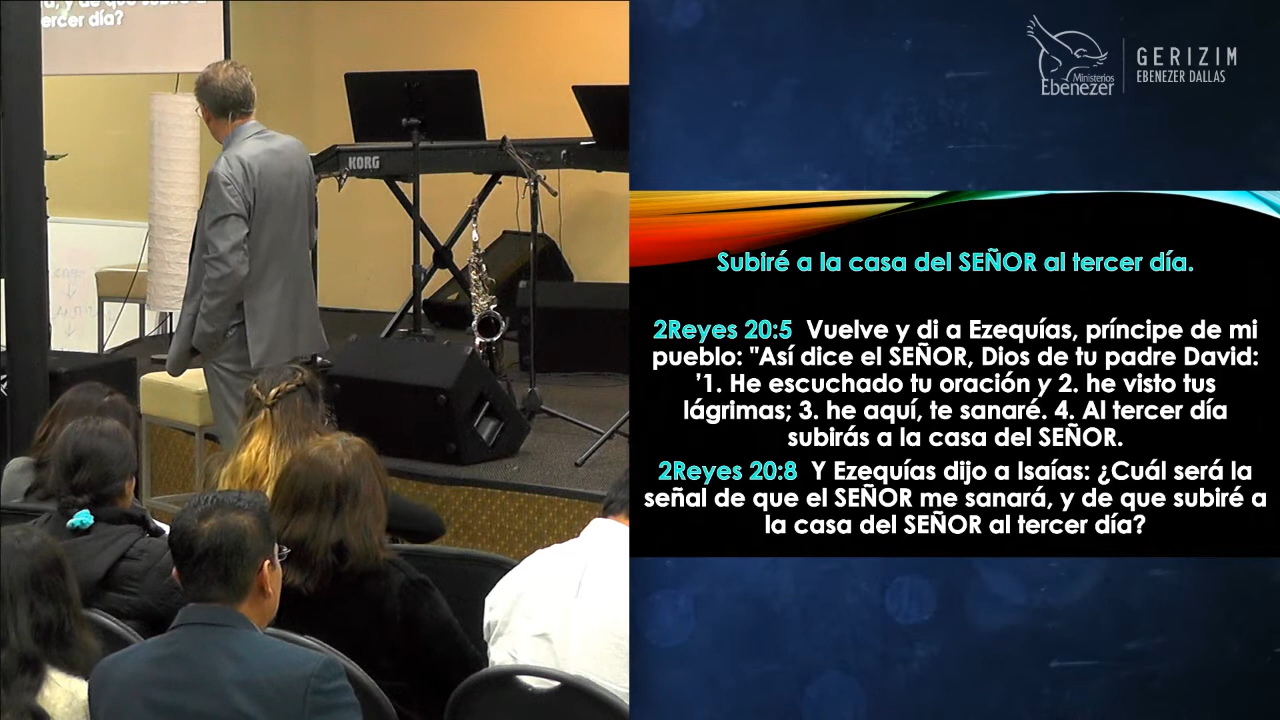 y de que subiré a
ercer día?
KORG
Ministerios
Ebenezer
GERIZIM
EBENEZER DALLAS
Subiré a la casa del SEÑOR al tercer día.
2Reyes 20:5 Vuelve y di a Ezequías, príncipe de mi
pueblo: "Así dice el SEÑOR, Dios de tu padre David:
’1. He escuchado tu oración y 2. he visto tus
lágrimas; 3. he aquí, te sanaré. 4. Al tercer día
subirás a la casa del SEÑOR.
2Reyes 20:8 Y Ezequías dijo a Isaías: ¿Cuál será la
señal de que el SEÑOR me sanará, y de que subiré a
la casa del SEÑOR al tercer día?